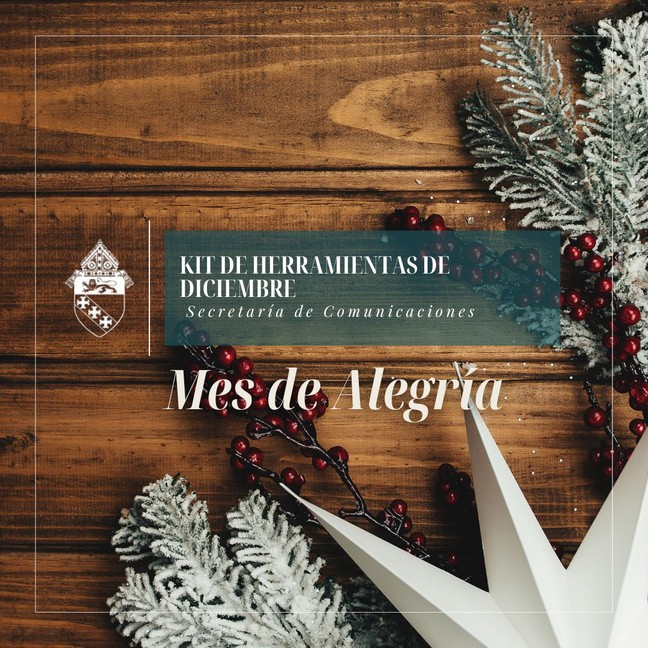 KIT DE HERRAMIENTAS DE
DICIEMBRE
Secretaría de Comunicaciones
Mes de Alegría